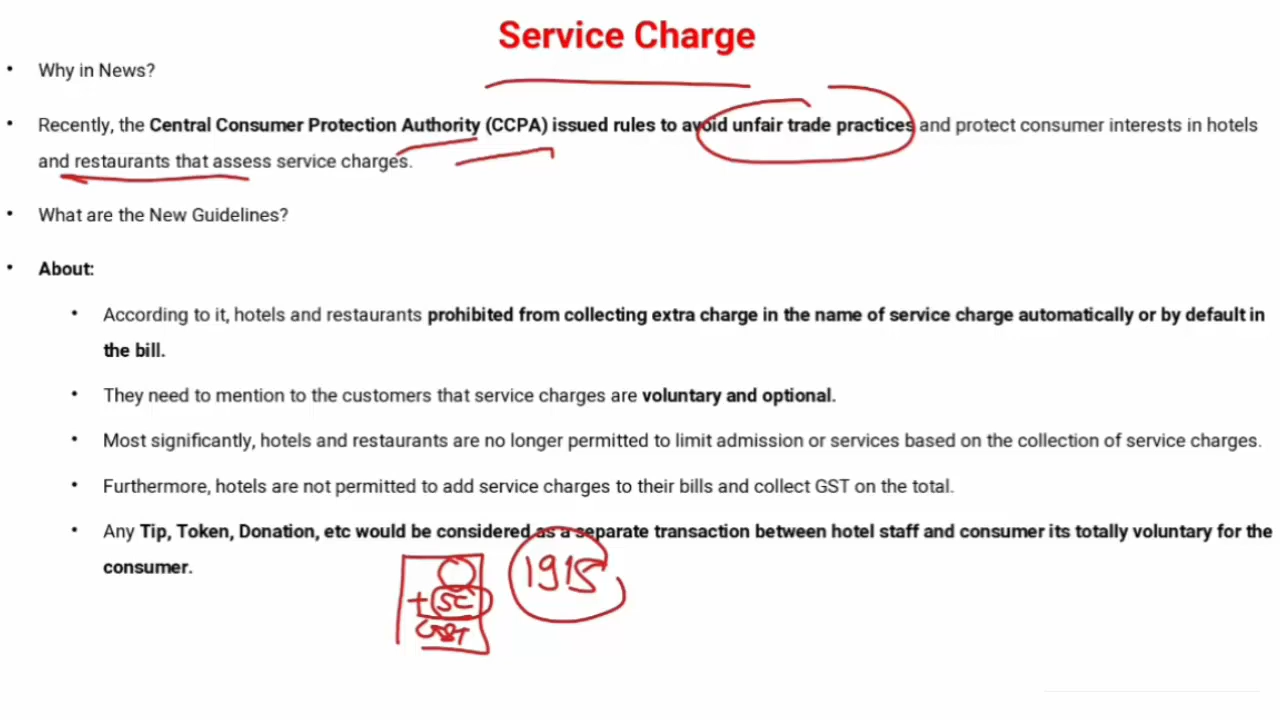 Service Charge
• Why in News?
• Recently, the Central Consumer Protection Authority (CCPA) issued rules to avoid unfair trade practices and protect consumer interests in hotels
and restaurants that assess service charges.
• What are the New Guidelines?
• About:
• According to it, hotels and restaurants prohibited from collecting extra charge in the name of service charge automatically or by default in
the bill.
• They need to mention to the customers that service charges are voluntary and optional.
• Most significantly, hotels and restaurants are no longer permitted to limit admission or services based on the collection of service charges.
• Furthermore, hotels are not permitted to add service charges to their bills and collect GST on the total.
• Any Tip, Token, Donation, etc would be considered as a separate transaction between hotel staff and consumer its totally voluntary for the
consumer.
1915
+ SC
GST